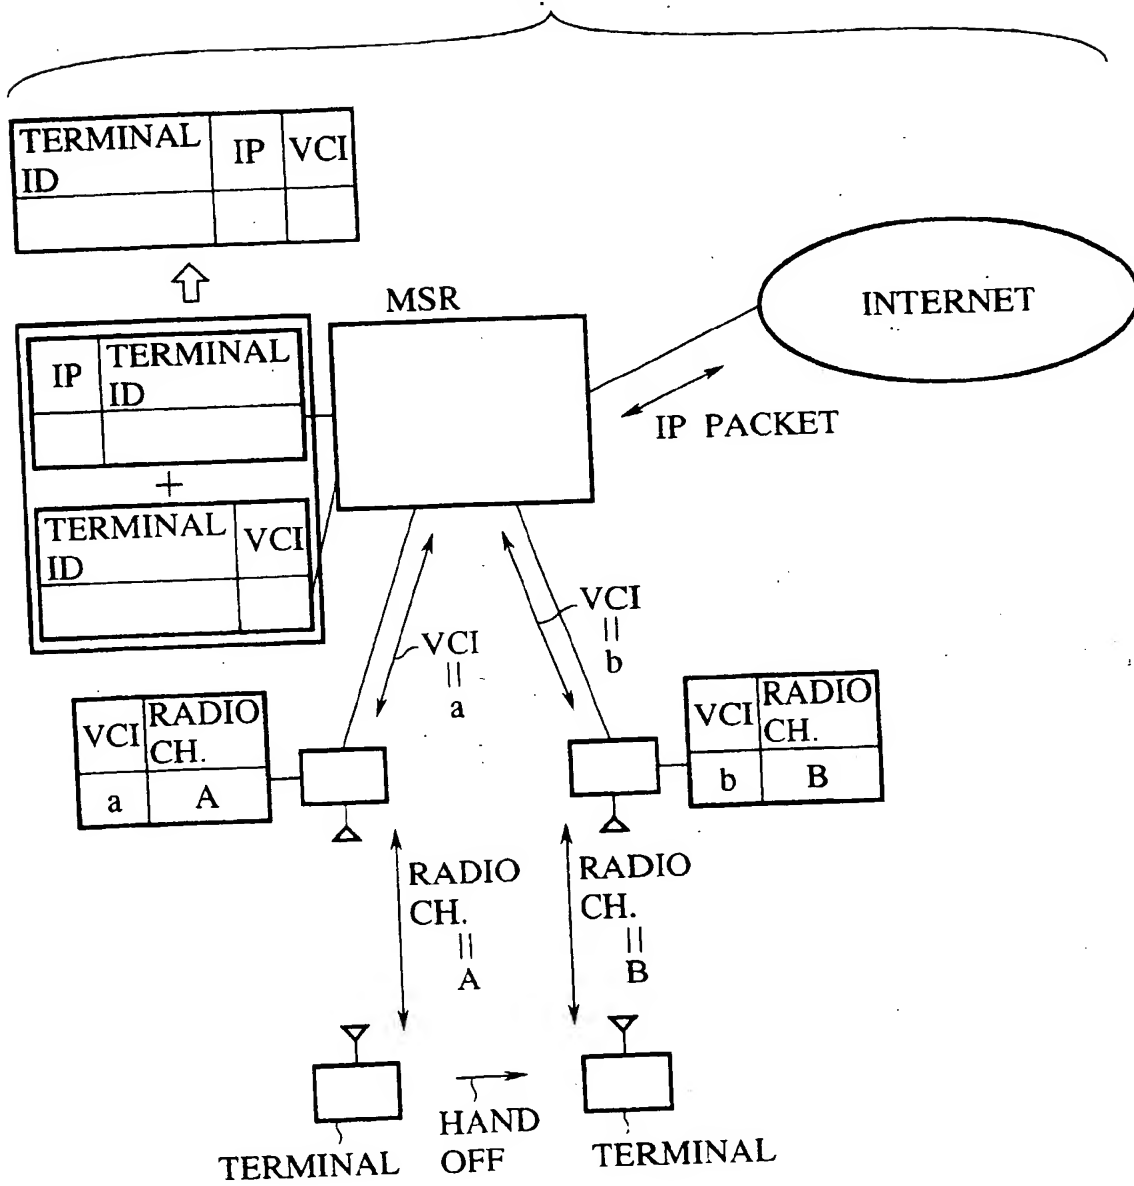 TERMINAL
ID
IP
VCI
MSR
INTERNET
IP
TERMINAL
ID
IP PACKET
+
TERMINAL
ID
VCI
VCI
=
a
VCI
=
b
VCI
RADIO
CH.
a
A
VCI
RADIO
CH.
b
B
RADIO
CH.
=
A
RADIO
CH.
=
B
HAND
OFF
TERMINAL
TERMINAL